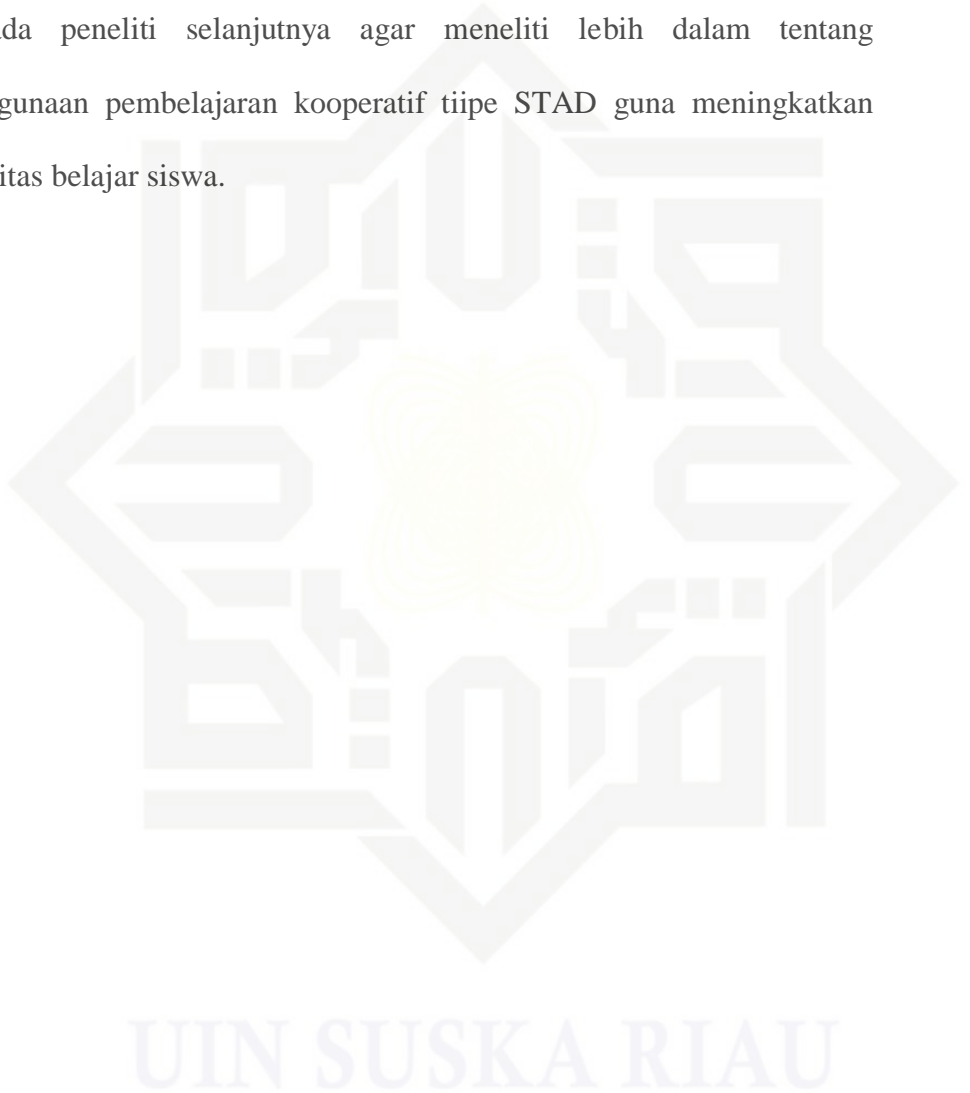 ada peneliti selanjutnya agar meneliti lebih dalam tentang
gunaan pembelajaran kooperatif tiipe STAD guna meningkatkan
itas belajar siswa.
UIN SUSKA RIAU